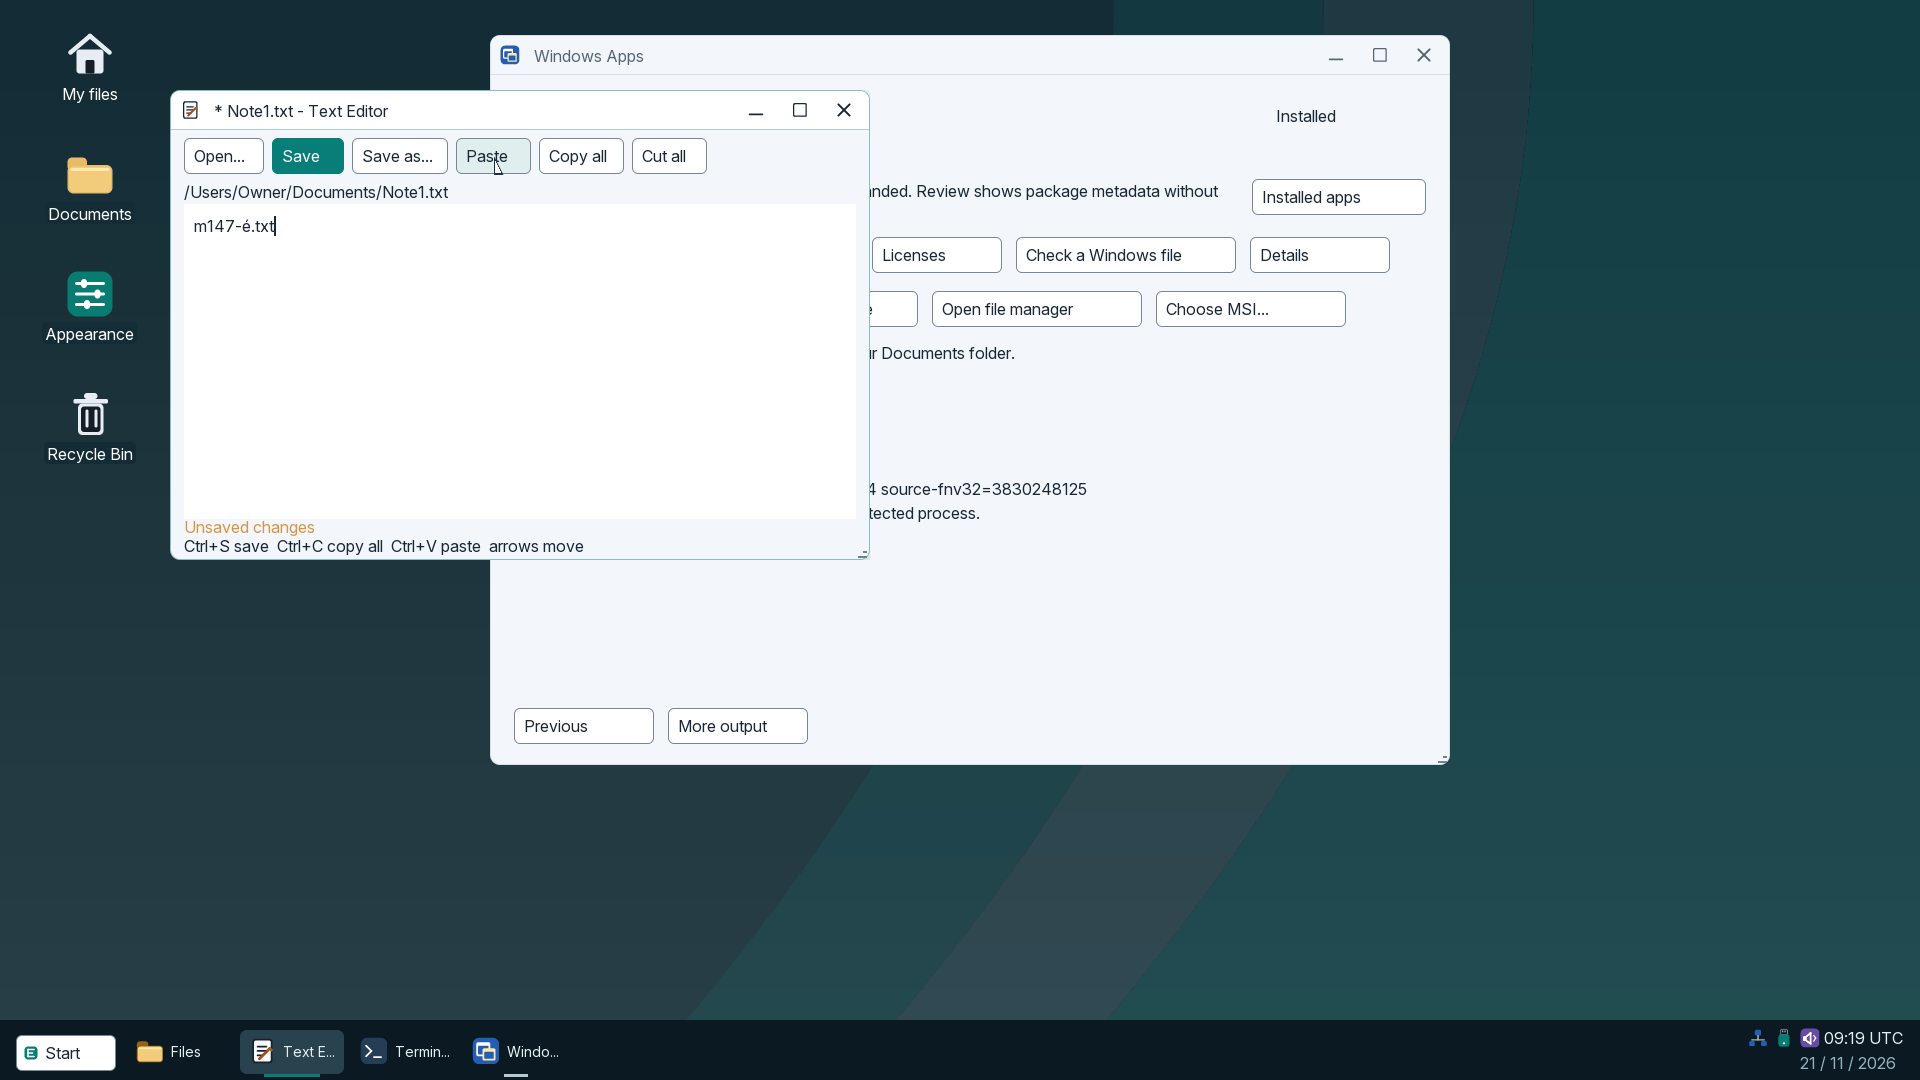 My files
Documents
Appearance
Recycle Bin
Windows Apps
Installed
anded. Review shows package metadata without
Installed apps
Licenses
Check a Windows file
Details
Open file manager
Choose MSI...
r Documents folder.
4 source-fnv32=3830248125
tected process.
Previous
More output
* Note1.txt - Text Editor
Open...
Save
Save as...
Paste
Copy all
Cut all
/Users/Owner/Documents/Note1.txt
m147-é.txt
Unsaved changes
Ctrl+S save Ctrl+C copy all Ctrl+V paste arrows move
Start
Files
Text E...
Termin...
Windo...
09:19 UTC
21 / 11 / 2026